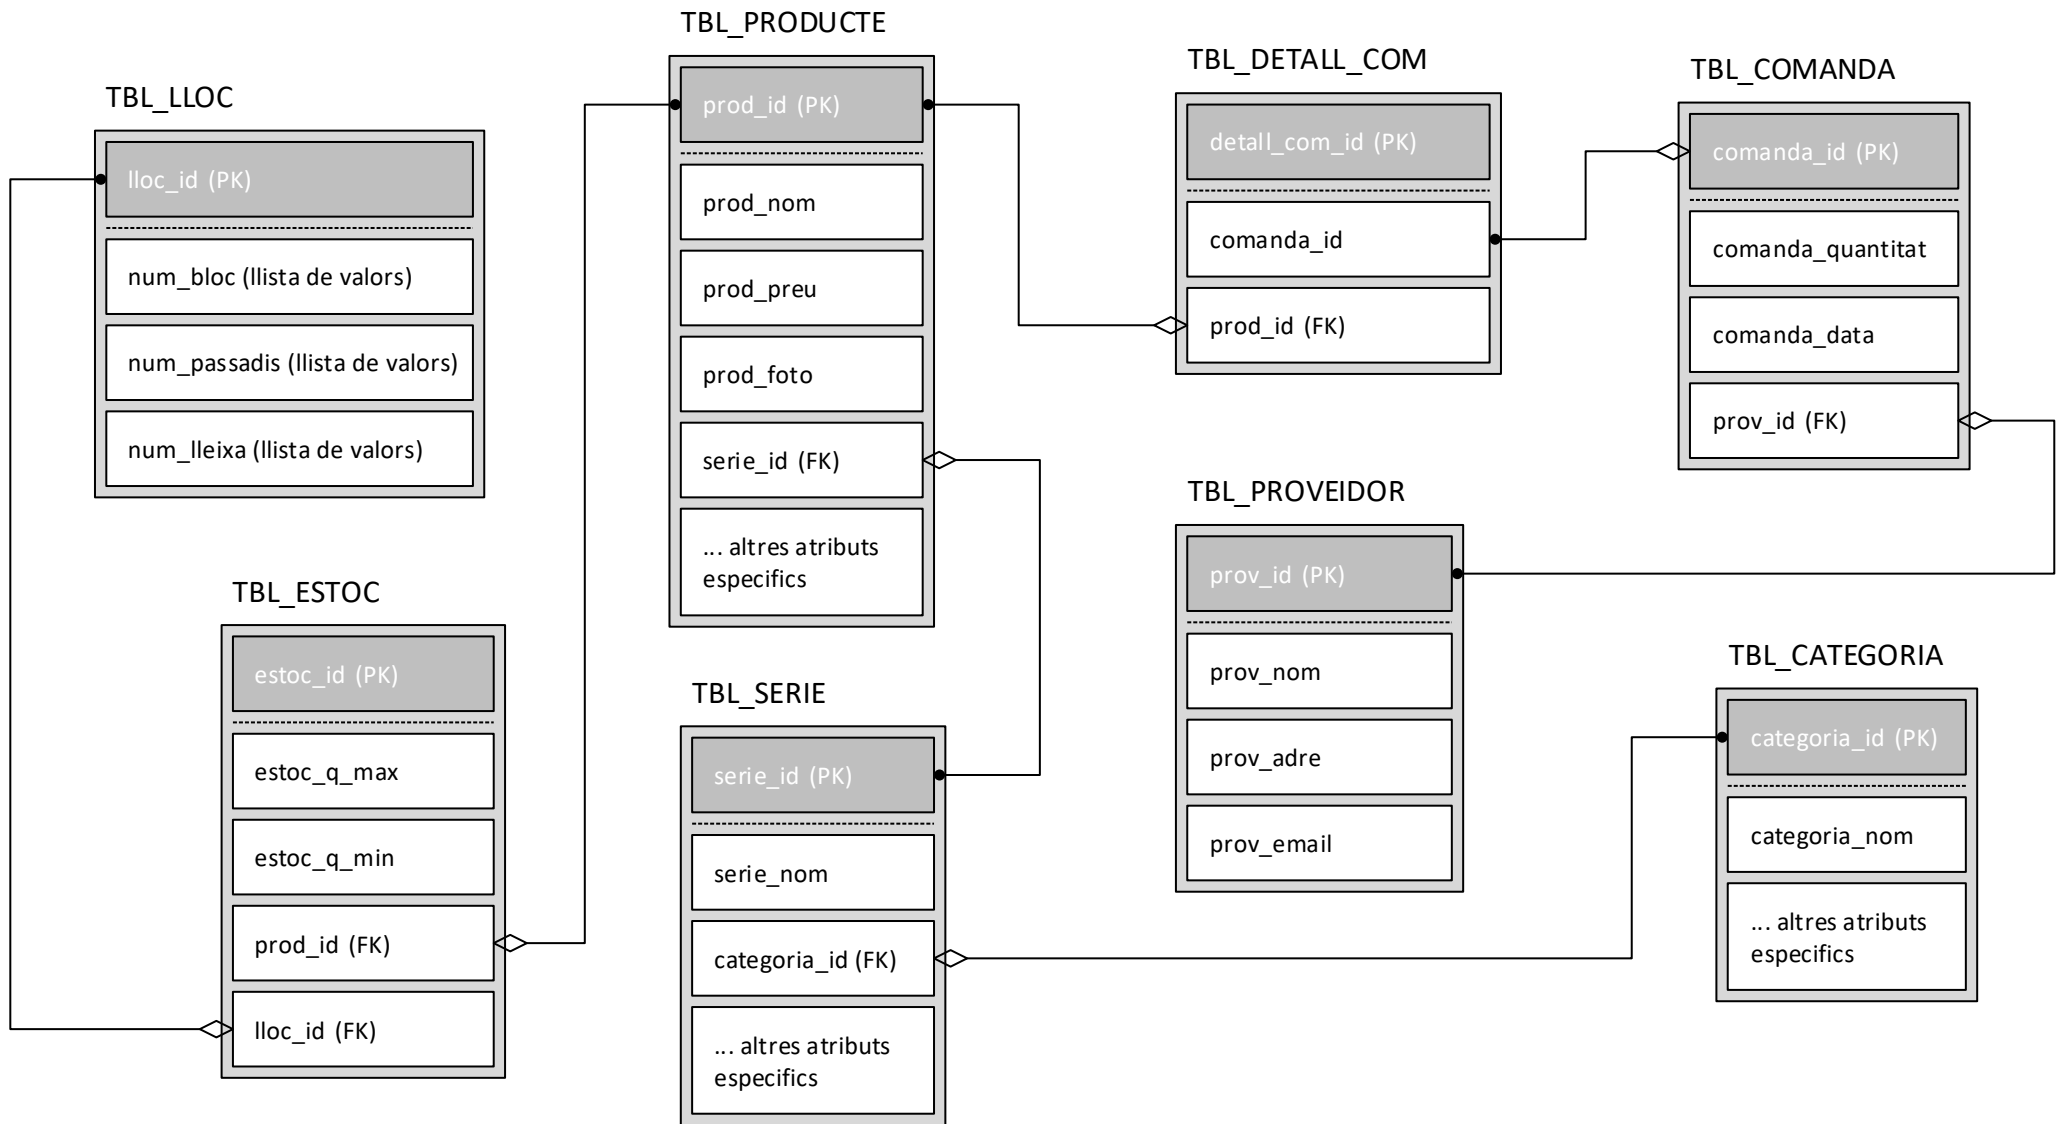 TBL_LLOC
lloc_id (PK)
num_bloc (llista de valors)
num_passadis (llista de valors)
num_lleixa (llista de valors)
TBL_ESTOC
estoc_id (PK)
estoc_q_max
estoc_q_min
prod_id (FK)
lloc_id (FK)
TBL_PRODUCTE
prod_id (PK)
prod_nom
prod_preu
prod_foto
serie_id (FK)
... altres atributs
especifics
TBL_SERIE
serie_id (PK)
serie_nom
categoria_id (FK)
... altres atributs
especifics
TBL_DETALL_COM
detall_com_id (PK)
comanda_id
prod_id (FK)
TBL_PROVEIDOR
prov_id (PK)
prov_nom
prov_adre
prov_email
TBL_COMANDA
comanda_id (PK)
comanda_quantitat
comanda_data
prov_id (FK)
TBL_CATEGORIA
categoria_id (PK)
categoria_nom
... altres atributs
especifics